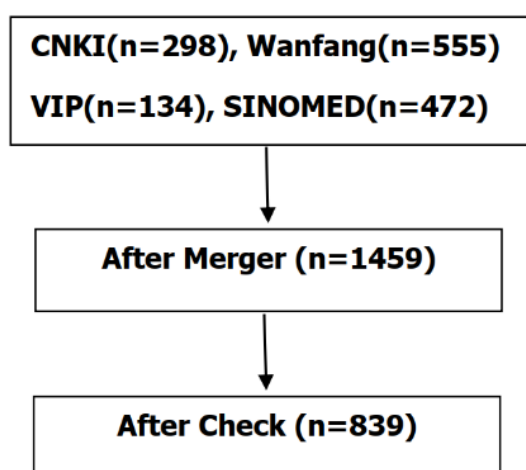 CNKI(n=298), Wanfang(n=555)
VIP(n=134), SINOMED(n=472)
After Merger (n=1459)
After Check (n=839)